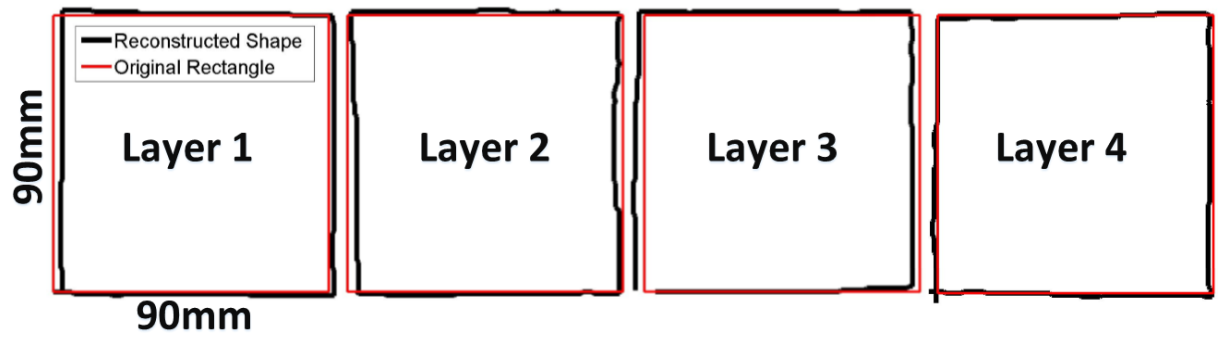 Reconstructed Shape
Original Rectangle
90mm
Layer 1
Layer 2
Layer 3
Layer 4
90mm